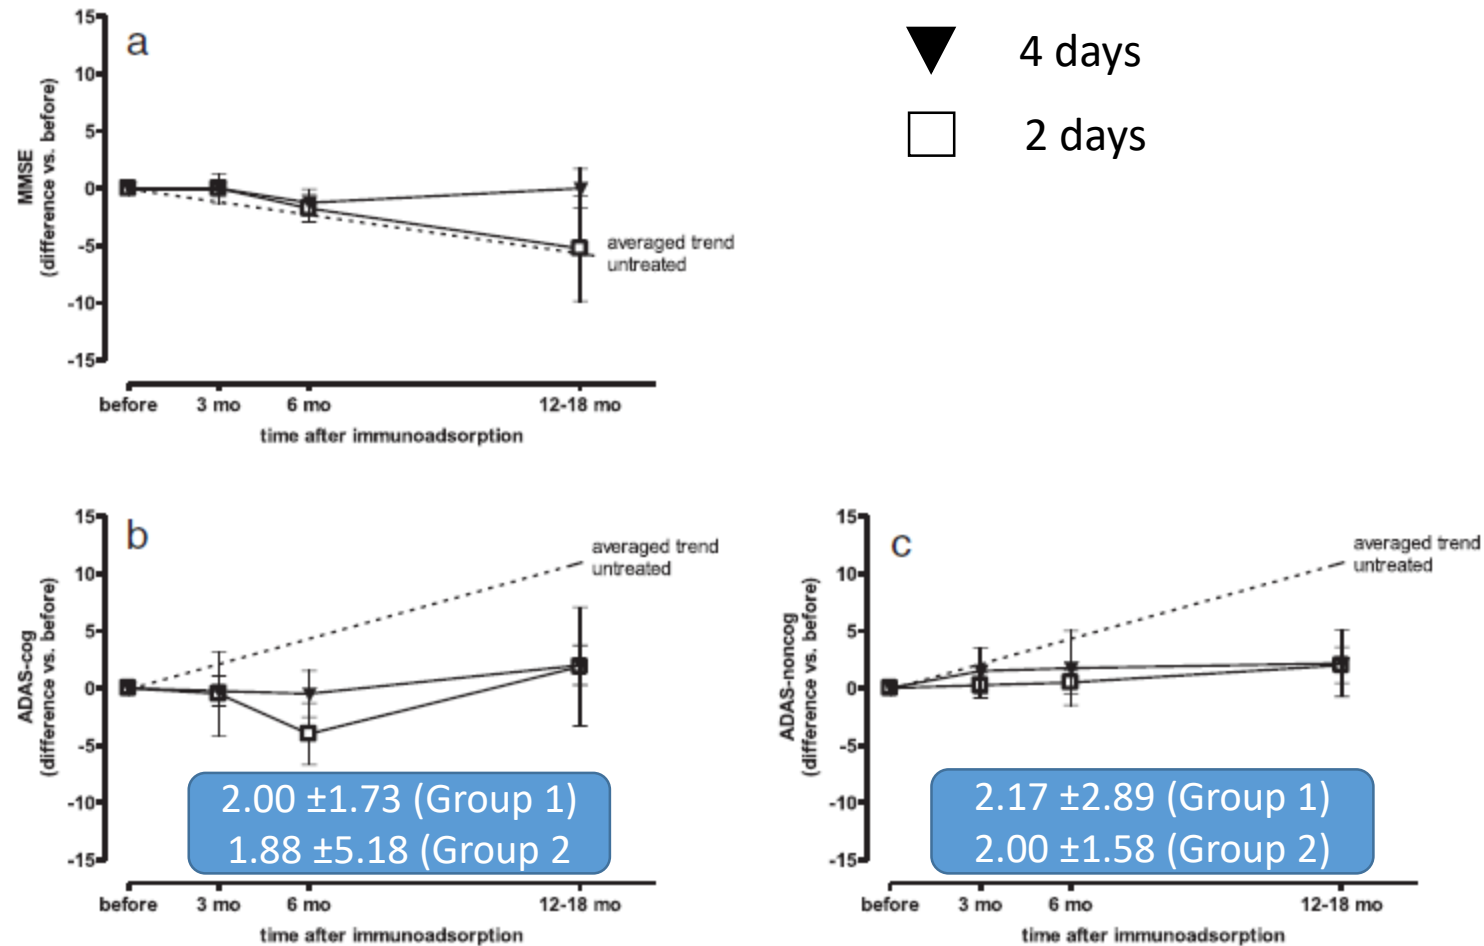 4 days
2 days
a
MMSE
(difference vs. before)
15
10
5
0
-5
-10
-15
averaged trend
untreated
before 3 mo 6 mo 12-18 mo
time after immunoadsorption
b
ADAS-cog
(difference vs. before)
15
10
5
0
-5
-10
-15
averaged trend
untreated
2.00 ±1.73 (Group 1)
1.88 ±5.18 (Group 2
before 3 mo 6 mo 12-18 mo
time after immunoadsorption
c
ADAS-noncog
(difference vs. before)
15
10
5
0
-5
-10
-15
averaged trend
untreated
2.17 ±2.89 (Group 1)
2.00 ±1.58 (Group 2)
before 3 mo 6 mo 12-18 mo
time after immunoadsorption